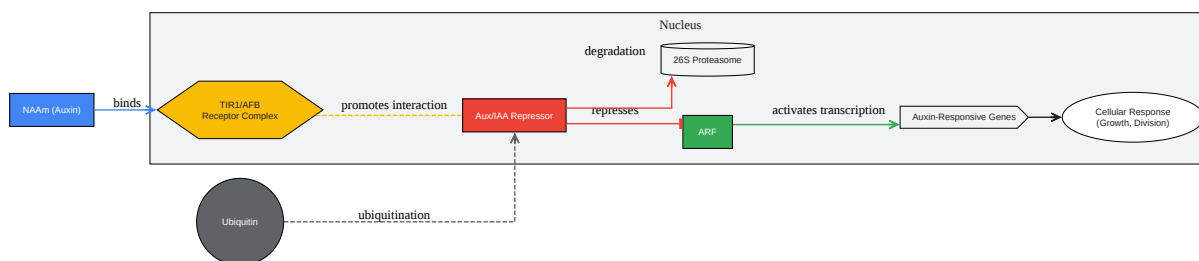 Nucleus
degradation
26S Proteasome
NAAm (Auxin)
binds
TIR1/AFB
Receptor Complex
promotes interaction
Aux/IAA Repressor
represses
ARF
activates transcription
Auxin-Responsive Genes
Cellular Response
(Growth, Division)
Ubiquitin
ubiquitination